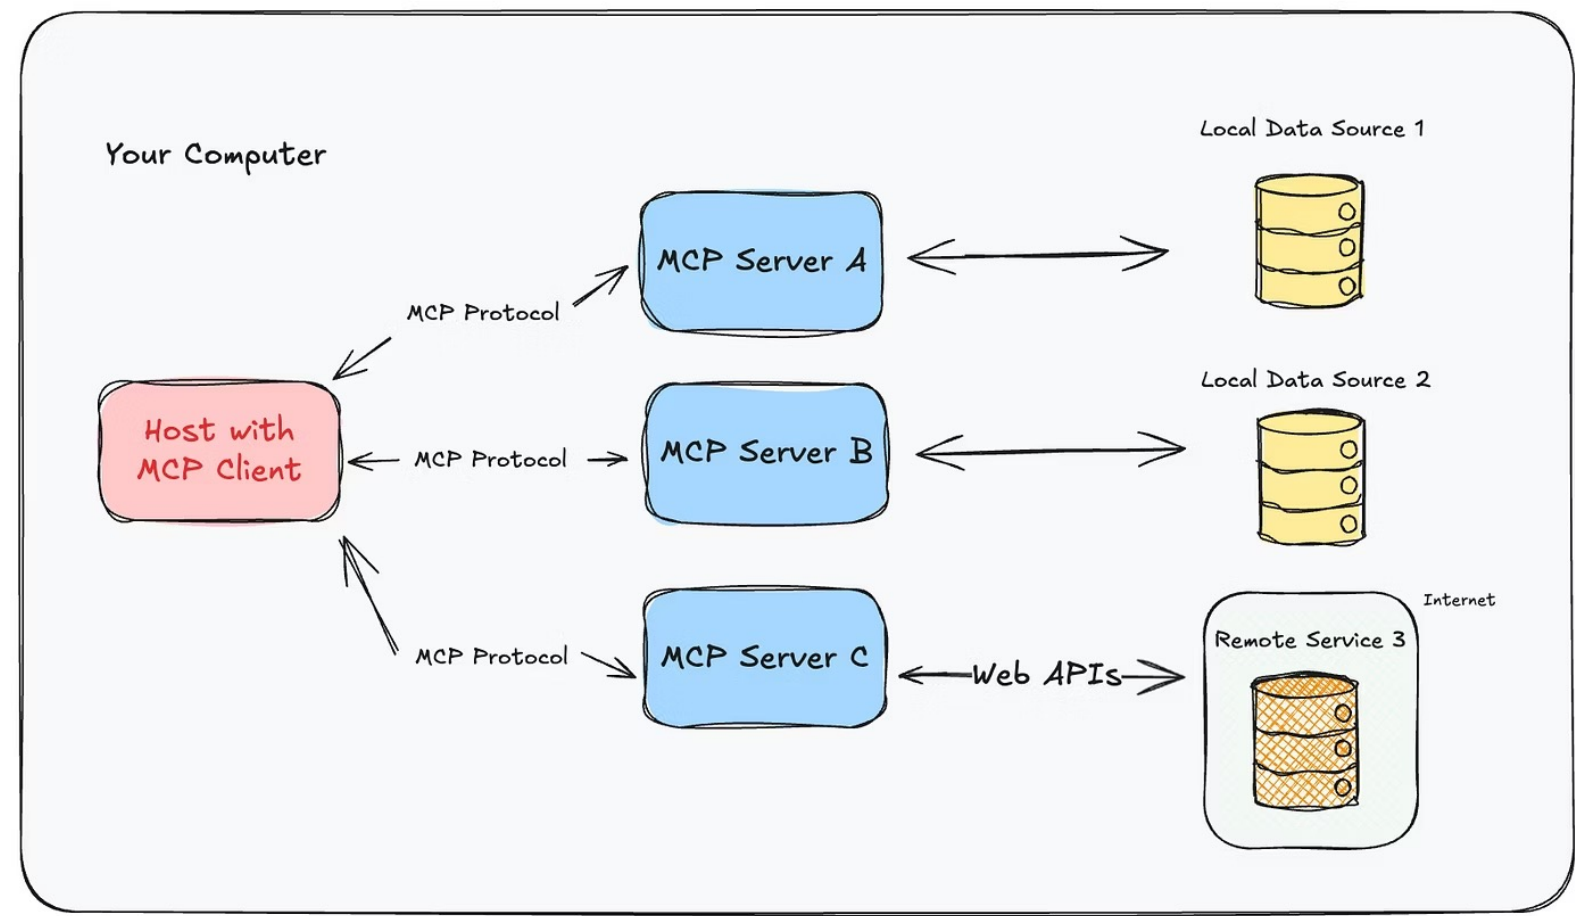 Your Computer
Local Data Source 1
MCP Server A
MCP Protocol
Local Data Source 2
Host with
MCP Client
MCP Protocol
MCP Server B
Internet
Remote Service 3
MCP Protocol
MCP Server C
Web APIs